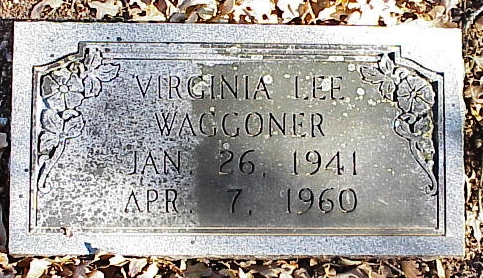 VIRGINIA LEE
WAGGONER
JAN. 26, 1941
APR. 7, 1960